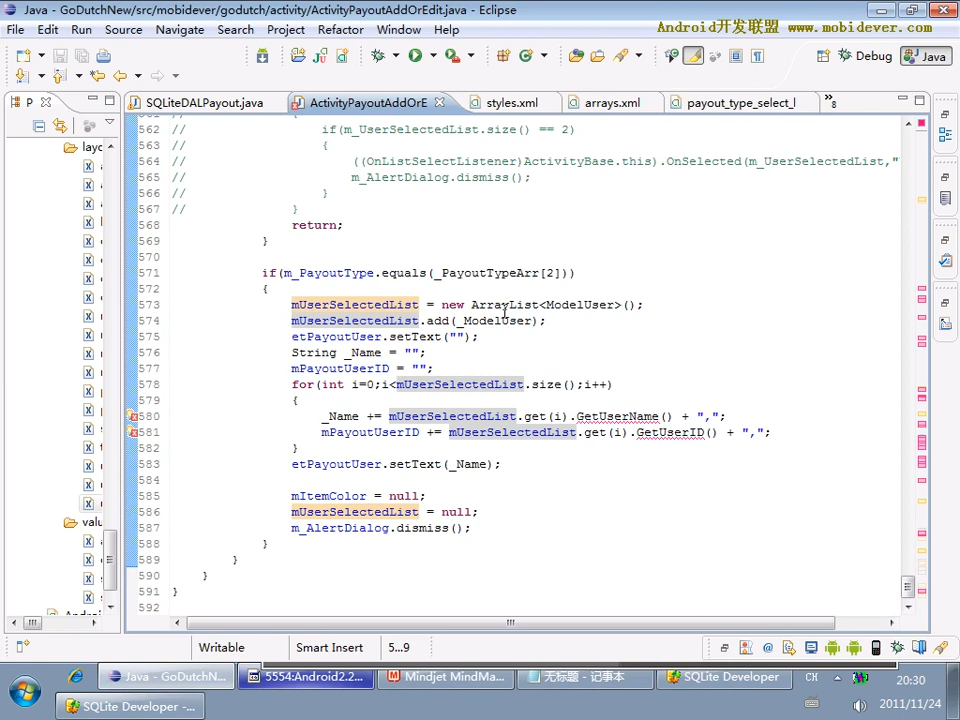 Java - GoDutchNew/src/mobidever/godutch/activity/ActivityPayoutAddOrEdit.java - Eclipse
Android开发联盟 www.mobidever.com
File Edit Run Source Navigate Search Project Refactor Window Help
Debug Java
P SQLiteDALPayout.java ActivityPayoutAddOrE styles.xml arrays.xml payout_type_select_l »8
layc
valu
562 // if(m_UserSelectedList.size() == 2)
563 // {
564 // ((OnListSelectListener)ActivityBase.this).OnSelected(m_UserSelectedList,"
565 // m_AlertDialog.dismiss();
566 // }
567 // }
568 return;
569 }
570
571 if(m_PayoutType.equals(_PayoutTypeArr[2]))
572 {
573 mUserSelectedList = new ArrayList<ModelUser>();
574 mUserSelectedList.add(_ModelUser);
575 etPayoutUser.setText("");
576 String _Name = "";
577 mPayoutUserID = "";
578 for(int i=0;i<mUserSelectedList.size();i++)
579 {
580 _Name += mUserSelectedList.get(i).GetUserName() + ",";
581 mPayoutUserID += mUserSelectedList.get(i).GetUserID() + ",";
582 }
583 etPayoutUser.setText(_Name);
584
585 mItemColor = null;
586 mUserSelectedList = null;
587 m_AlertDialog.dismiss();
588 }
589 }
590 }
591 }
592
Writable Smart Insert 5...9
Java - GoDutchN... 5554:Android2.2... Mindjet MindMa... 无标题 - 记事本 SQLite Developer CH 20:30
SQLite Developer -... 2011/11/24